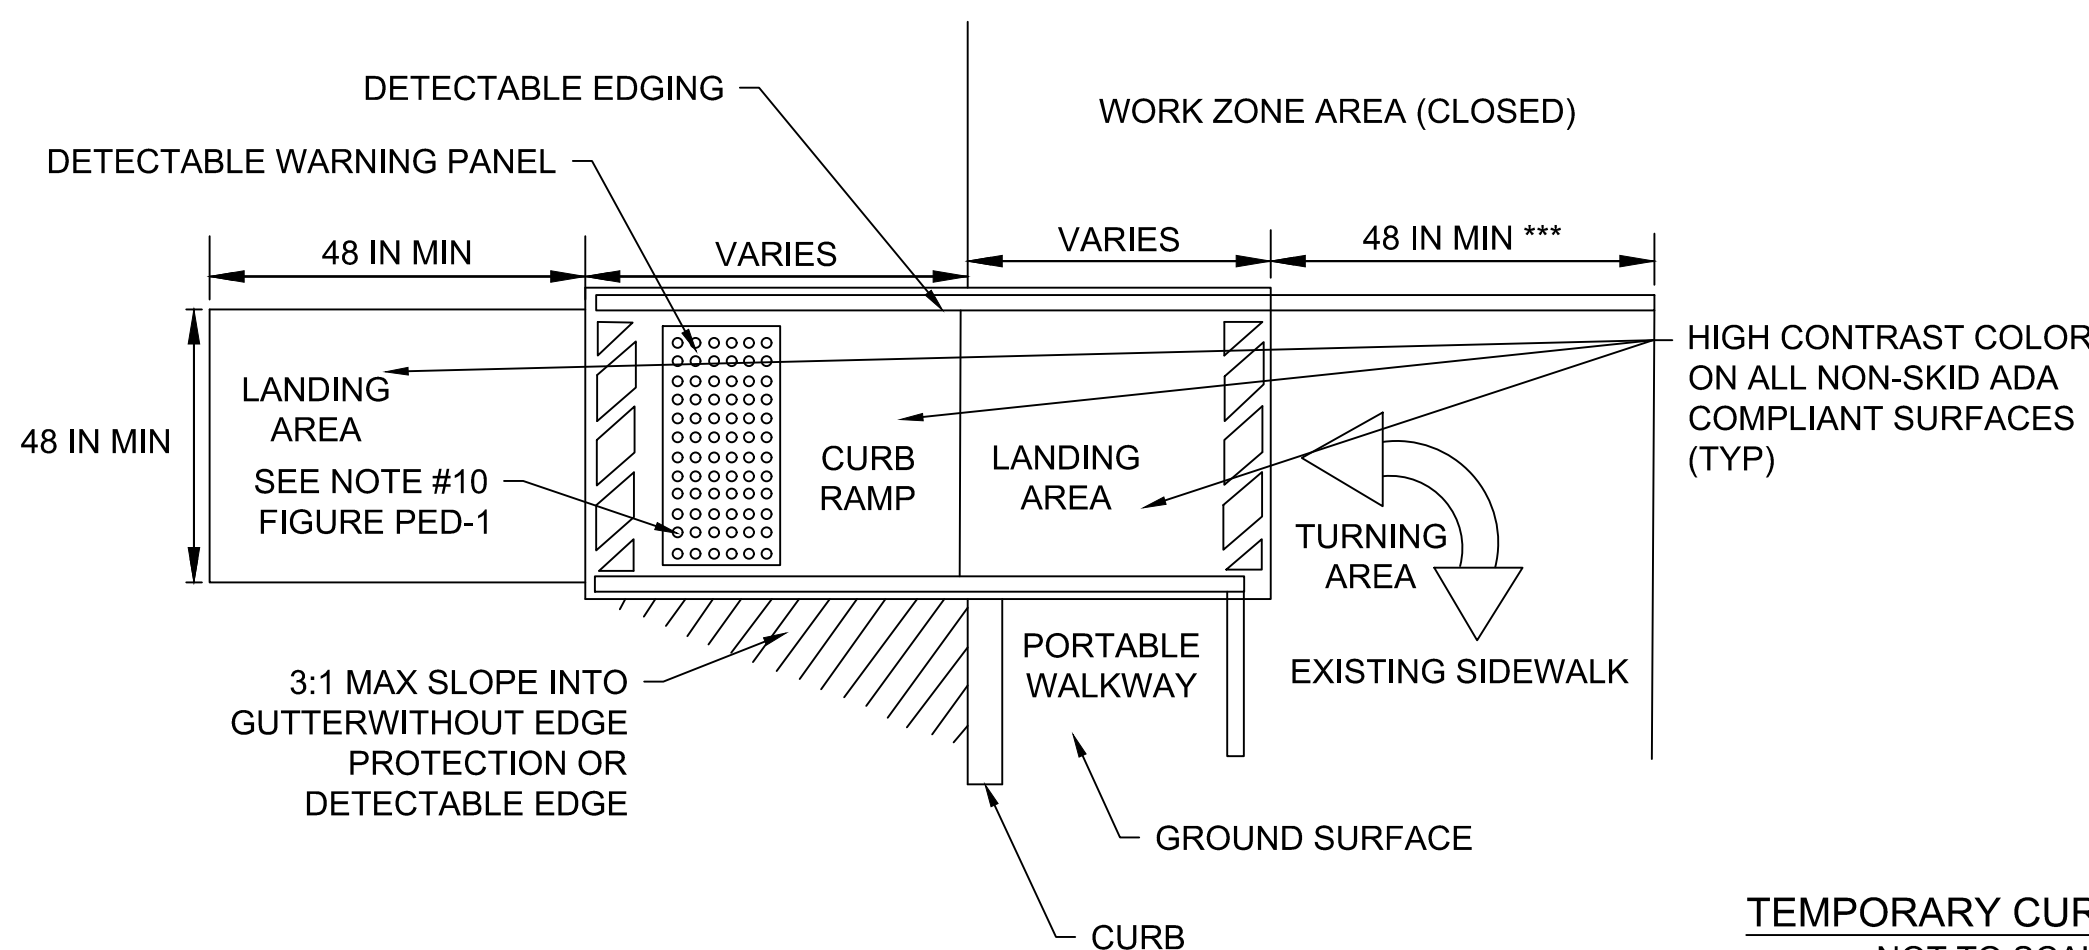 DETECTABLE EDGING
WORK ZONE AREA (CLOSED)
DETECTABLE WARNING PANEL
48 IN MIN
VARIES
VARIES
48 IN MIN ***
HIGH CONTRAST COLOR
ON ALL NON-SKID ADA
COMPLIANT SURFACES
(TYP)
48 IN MIN
LANDING
AREA
SEE NOTE #10
FIGURE PED-1
CURB
RAMP
LANDING
AREA
TURNING
AREA
PORTABLE
WALKWAY
EXISTING SIDEWALK
3:1 MAX SLOPE INTO
GUTTERWITHOUT EDGE
PROTECTION OR
DETECTABLE EDGE
GROUND SURFACE
CURB
TEMPORARY
NOT TO